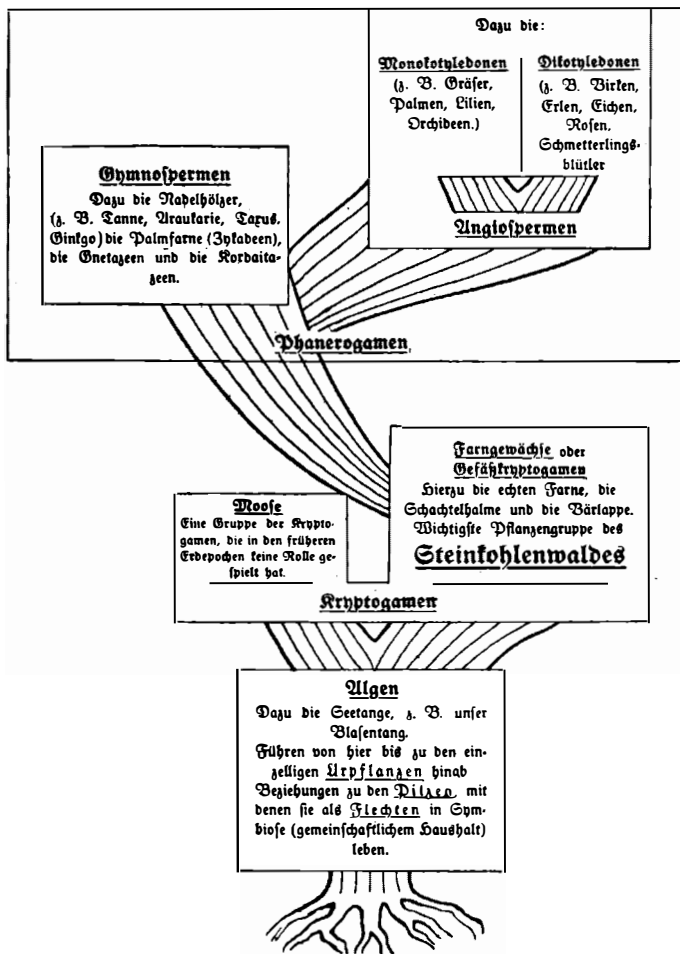 Dazu die:
Monokotyledonen
(z. B. Gräser,
Palmen, Lilien,
Orchideen.)
Dikotyledonen
(z. B. Birken,
Erlen, Eichen,
Rosen,
Schmetterlings-
blütler
Angiospermen
Gymnospermen
Dazu die Nadelhölzer,
(z. B. Tanne, Araukarie, Taxus.
Ginkgo) die Palmfarne (Zykadeen),
die Gnetazeen und die Kordaita-
zeen.
Phanerogamen
Farngewächse oder
Gefäßkryptogamen
Hierzu die echten Farne, die
Schachtelhalme und die Bärlappe.
Wichtigste Pflanzengruppe des
Steinkohlenwaldes
Moose
Eine Gruppe der Krypto-
gamen, die in den früheren
Erdepochen keine Rolle ge-
spielt hat.
Kryptogamen
Algen
Dazu die Seetange, z. B. unser
Blasentang.
Führen von hier bis zu den ein-
zelligen Urpflanzen hinab
Beziehungen zu den Pilzen, mit
denen sie als Flechten in Sym-
biose (gemeinschaftlichem Haushalt)
leben.